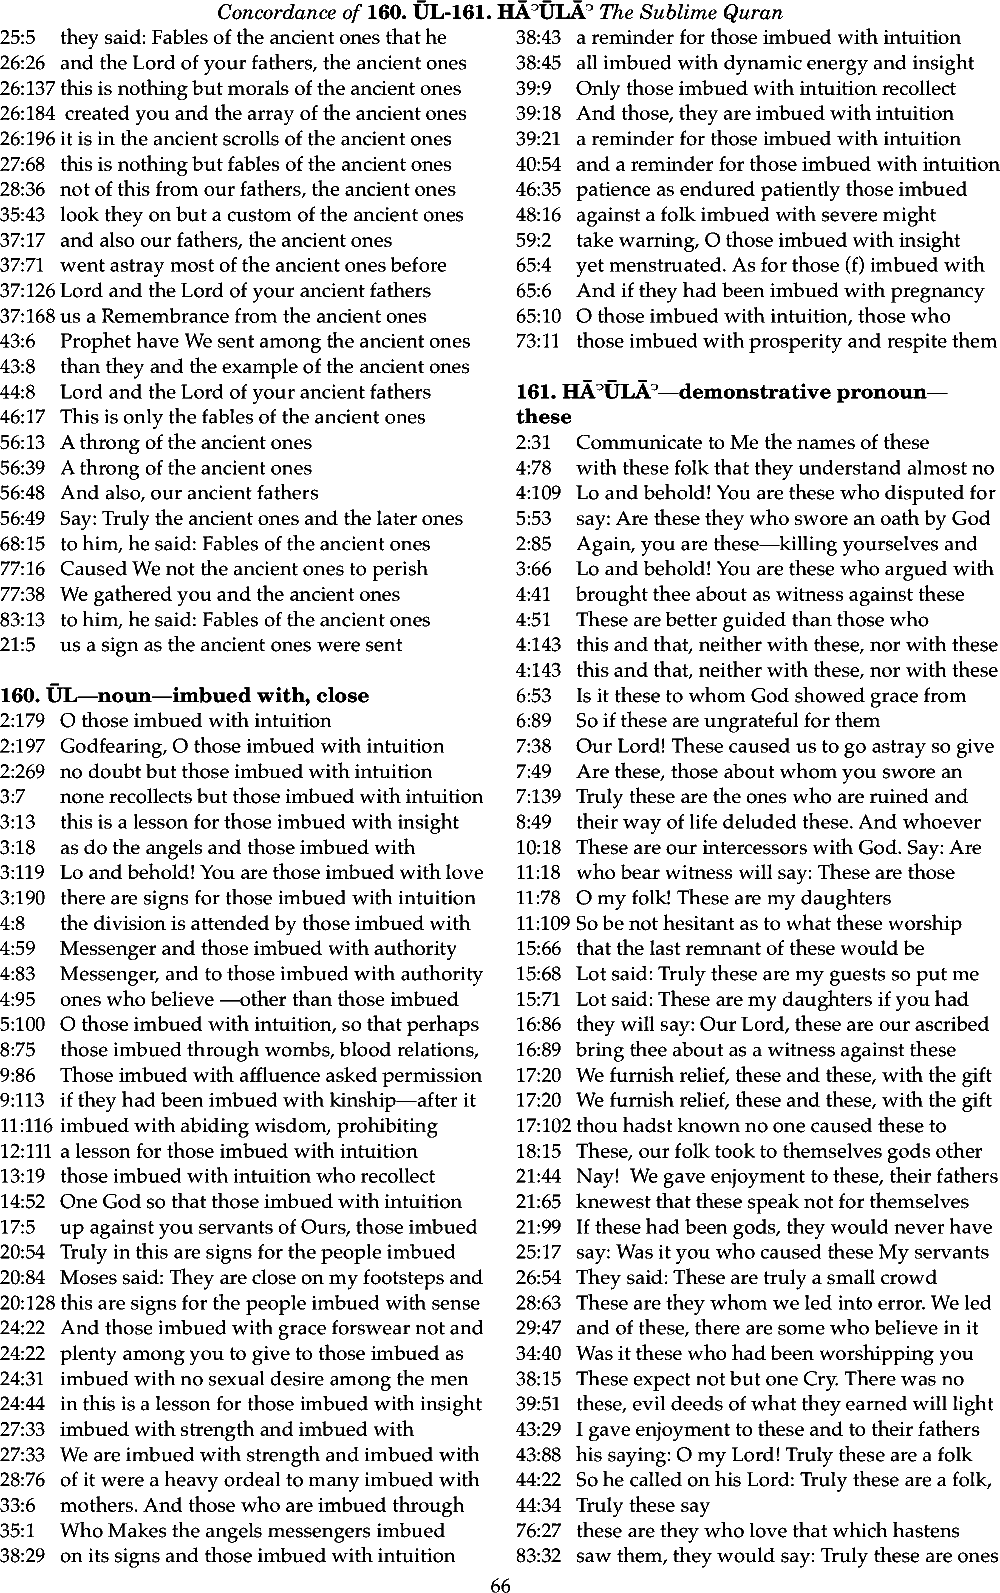 Concordance of 160. ŪL-161. HĀɔŪLĀɔ The Sublime Quran
25:5 they said: Fables of the ancient ones that he
26:26 and the Lord of your fathers, the ancient ones
26:137 this is nothing but morals of the ancient ones
26:184 created you and the array of the ancient ones
26:196 it is in the ancient scrolls of the ancient ones
27:68 this is nothing but fables of the ancient ones
28:36 not of this from our fathers, the ancient ones
35:43 look they on but a custom of the ancient ones
37:17 and also our fathers, the ancient ones
37:71 went astray most of the ancient ones before
37:126 Lord and the Lord of your ancient fathers
37:168 us a Remembrance from the ancient ones
43:6 Prophet have We sent among the ancient ones
43:8 than they and the example of the ancient ones
44:8 Lord and the Lord of your ancient fathers
46:17 This is only the fables of the ancient ones
56:13 A throng of the ancient ones
56:39 A throng of the ancient ones
56:48 And also, our ancient fathers
56:49 Say: Truly the ancient ones and the later ones
68:15 to him, he said: Fables of the ancient ones
77:16 Caused We not the ancient ones to perish
77:38 We gathered you and the ancient ones
83:13 to him, he said: Fables of the ancient ones
21:5 us a sign as the ancient ones were sent
160. ŪL—noun—imbued with, close
2:179 O those imbued with intuition
2:197 Godfearing, O those imbued with intuition
2:269 no doubt but those imbued with intuition
3:7 none recollects but those imbued with intuition
3:13 this is a lesson for those imbued with insight
3:18 as do the angels and those imbued with
3:119 Lo and behold! You are those imbued with love
3:190 there are signs for those imbued with intuition
4:8 the division is attended by those imbued with
4:59 Messenger and those imbued with authority
4:83 Messenger, and to those imbued with authority
4:95 ones who believe —other than those imbued
5:100 O those imbued with intuition, so that perhaps
8:75 those imbued through wombs, blood relations,
9:86 Those imbued with affluence asked permission
9:113 if they had been imbued with kinship—after it
11:116 imbued with abiding wisdom, prohibiting
12:111 a lesson for those imbued with intuition
13:19 those imbued with intuition who recollect
14:52 One God so that those imbued with intuition
17:5 up against you servants of Ours, those imbued
20:54 Truly in this are signs for the people imbued
20:84 Moses said: They are close on my footsteps and
20:128 this are signs for the people imbued with sense
24:22 And those imbued with grace forswear not and
24:22 plenty among you to give to those imbued as
24:31 imbued with no sexual desire among the men
24:44 in this is a lesson for those imbued with insight
27:33 imbued with strength and imbued with
27:33 We are imbued with strength and imbued with
28:76 of it were a heavy ordeal to many imbued with
33:6 mothers. And those who are imbued through
35:1 Who Makes the angels messengers imbued
38:29 on its signs and those imbued with intuition
38:43 a reminder for those imbued with intuition
38:45 all imbued with dynamic energy and insight
39:9 Only those imbued with intuition recollect
39:18 And those, they are imbued with intuition
39:21 a reminder for those imbued with intuition
40:54 and a reminder for those imbued with intuition
46:35 patience as endured patiently those imbued
48:16 against a folk imbued with severe might
59:2 take warning, O those imbued with insight
65:4 yet menstruated. As for those (f) imbued with
65:6 And if they had been imbued with pregnancy
65:10 O those imbued with intuition, those who
73:11 those imbued with prosperity and respite them
161. HĀɔŪLĀɔ—demonstrative pronoun—
these
2:31 Communicate to Me the names of these
4:78 with these folk that they understand almost no
4:109 Lo and behold! You are these who disputed for
5:53 say: Are these they who swore an oath by God
2:85 Again, you are these—killing yourselves and
3:66 Lo and behold! You are these who argued with
4:41 brought thee about as witness against these
4:51 These are better guided than those who
4:143 this and that, neither with these, nor with these
4:143 this and that, neither with these, nor with these
6:53 Is it these to whom God showed grace from
6:89 So if these are ungrateful for them
7:38 Our Lord! These caused us to go astray so give
7:49 Are these, those about whom you swore an
7:139 Truly these are the ones who are ruined and
8:49 their way of life deluded these. And whoever
10:18 These are our intercessors with God. Say: Are
11:18 who bear witness will say: These are those
11:78 O my folk! These are my daughters
11:109 So be not hesitant as to what these worship
15:66 that the last remnant of these would be
15:68 Lot said: Truly these are my guests so put me
15:71 Lot said: These are my daughters if you had
16:86 they will say: Our Lord, these are our ascribed
16:89 bring thee about as a witness against these
17:20 We furnish relief, these and these, with the gift
17:20 We furnish relief, these and these, with the gift
17:102 thou hadst known no one caused these to
18:15 These, our folk took to themselves gods other
21:44 Nay! We gave enjoyment to these, their fathers
21:65 knewest that these speak not for themselves
21:99 If these had been gods, they would never have
25:17 say: Was it you who caused these My servants
26:54 They said: These are truly a small crowd
28:63 These are they whom we led into error. We led
29:47 and of these, there are some who believe in it
34:40 Was it these who had been worshipping you
38:15 These expect not but one Cry. There was no
39:51 these, evil deeds of what they earned will light
43:29 I gave enjoyment to these and to their fathers
43:88 his saying: O my Lord! Truly these are a folk
44:22 So he called on his Lord: Truly these are a folk,
44:34 Truly these say
76:27 these are they who love that which hastens
83:32 saw them, they would say: Truly these are ones
66